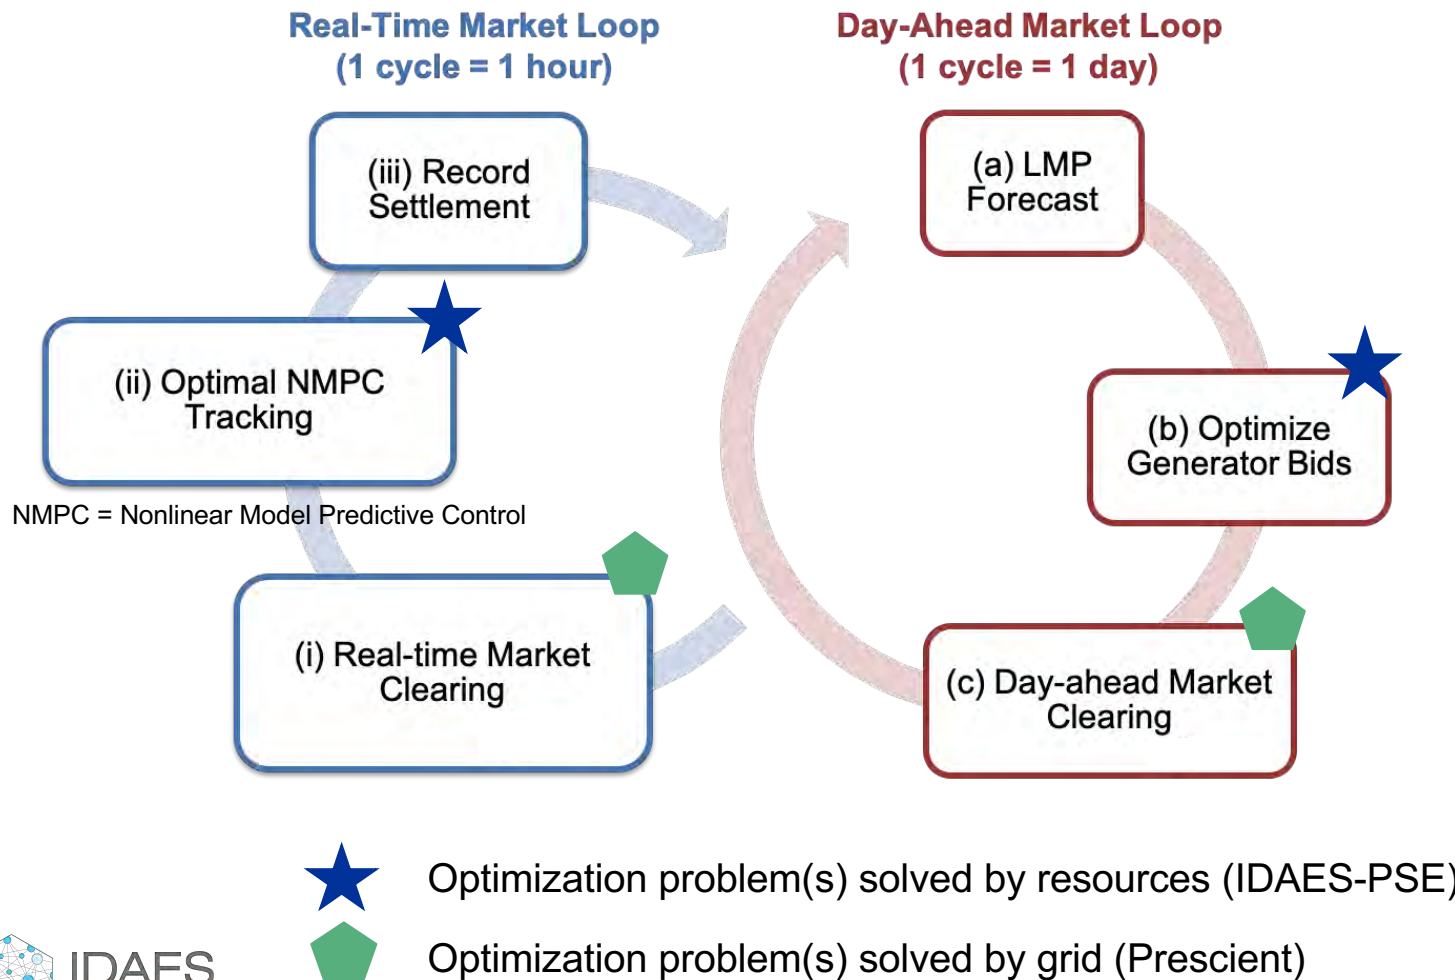 Real-Time Market Loop
(1 cycle = 1 hour)
Day-Ahead Market Loop
(1 cycle = 1 day)
(iii) Record
Settlement
(a) LMP
Forecast
(ii) Optimal NMPC
Tracking
(b) Optimize
Generator Bids
NMPC = Nonlinear Model Predictive Control
(i) Real-time Market
Clearing
(c) Day-ahead Market
Clearing
Optimization problem(s) solved by resources (IDAES-PSE)
Optimization problem(s) solved by grid (Prescient)
IDAES